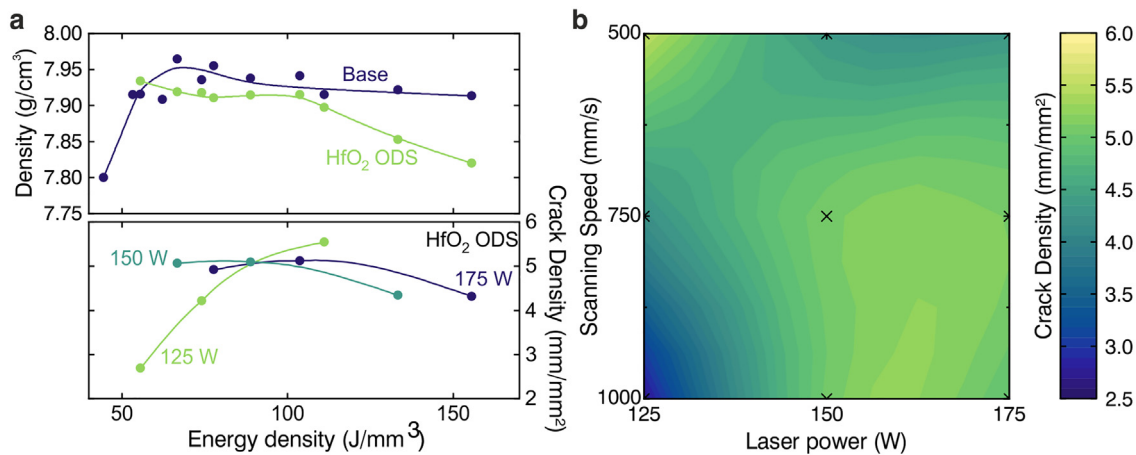 a
8.00
7.95
7.90
7.85
7.80
7.75
Density (g/cm³)
Base
HfO₂ ODS
HfO₂ ODS
150 W
175 W
125 W
6
5
4
3
2
Crack Density (mm/mm²)
50
100
150
Energy density (J/mm³)
b
500
750
1000
Scanning Speed (mm/s)
125
150
175
Laser power (W)
6.0
5.5
5.0
4.5
4.0
3.5
3.0
2.5
Crack Density (mm/mm²)